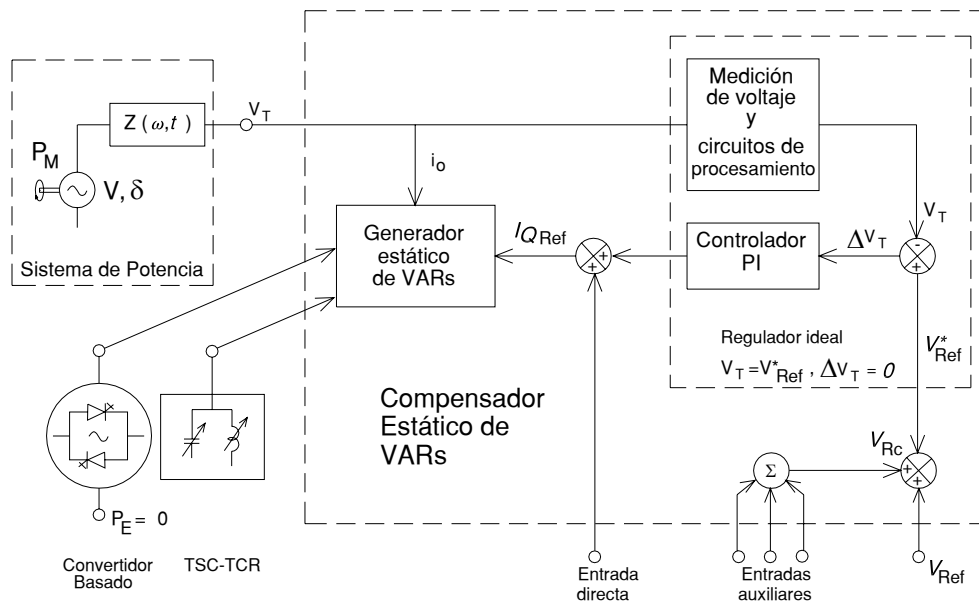 Medición
de voltaje
y
circuitos de
procesamiento
Z(ω,t)
V_T
P_M
V, δ
i_o
V_T
Sistema de Potencia
Generador
estático
de VARs
I_Q Ref
+
+
Controlador
PI
ΔV_T
-
+
Regulador ideal
V_T = V*_Ref , ΔV_T = 0
V*_Ref
Compensador
Estático de
VARs
Σ
V_Rc
+
+
P_E = 0
Convertidor
Basado
TSC-TCR
Entrada
directa
Entradas
auxiliares
V_Ref